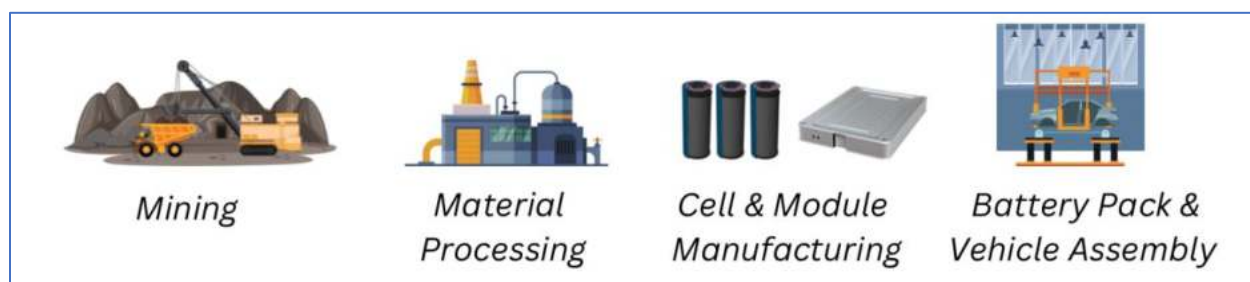 Mining
Material
Processing
Cell & Module
Manufacturing
Battery Pack &
Vehicle Assembly